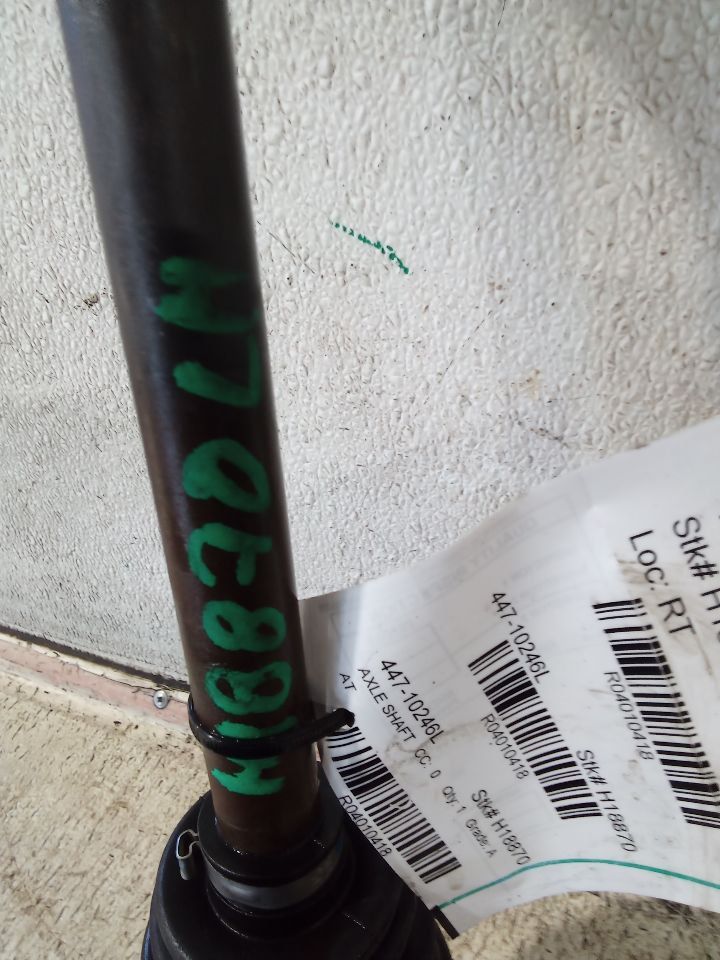 H18870LH
Stk# H1
Loc: RT
R04010418
447-10246L
R04010418
Stk# H18870
447-10246L
AXLE SHAFT CC: 0 Qty: 1 Grade: A
AT
R04010418
Stk# H18870